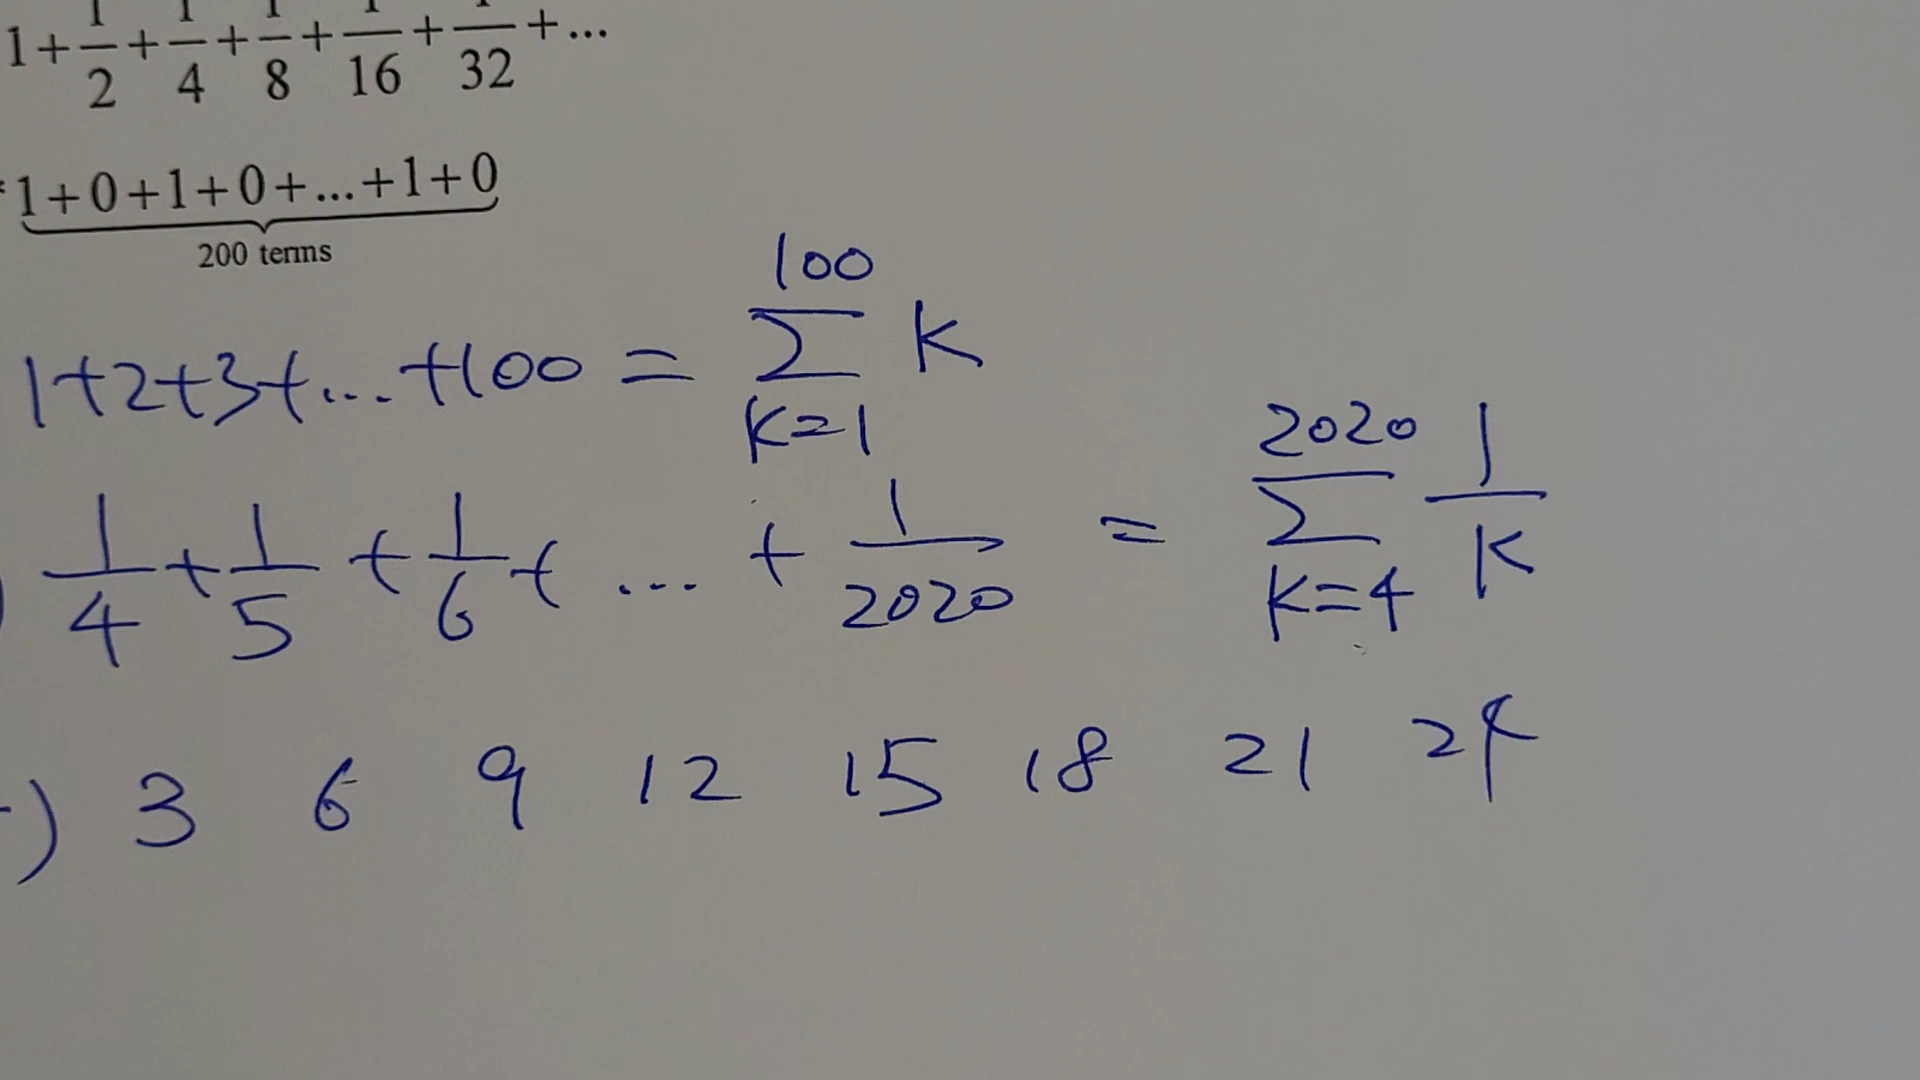 1+1/2+1/4+1/8+1/16+1/32+...
1+0+1+0+...+1+0
200 terms
1+2+3+...+100 = ∑_{k=1}^{100} k
1/4+1/5+1/6+...+1/2020 = ∑_{k=4}^{2020} 1/k
) 3 6 9 12 15 18 21 24